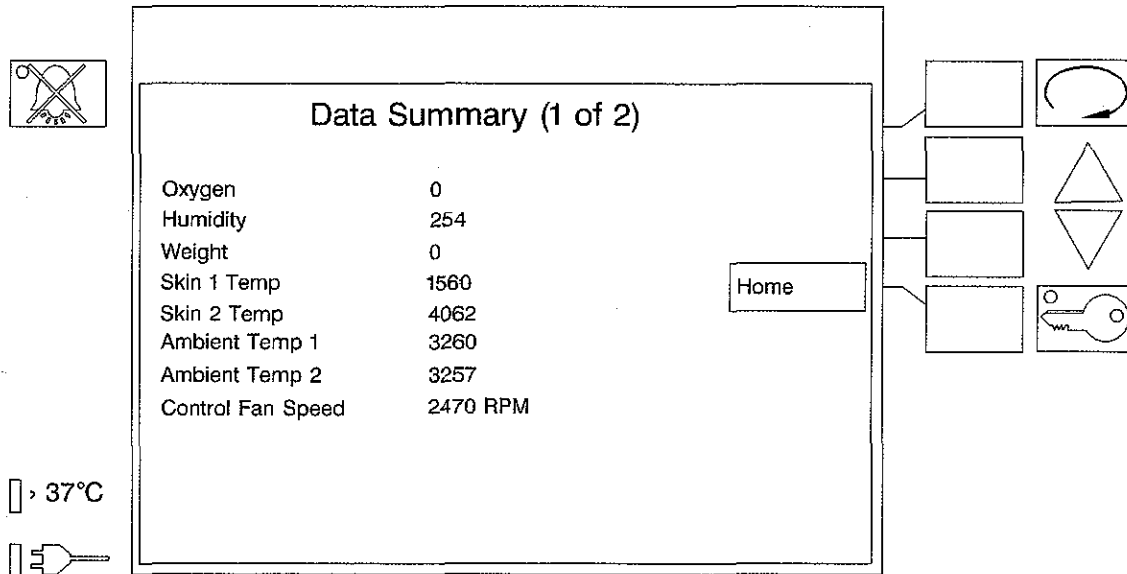 Data Summary (1 of 2)
Oxygen 0
Humidity 254
Weight 0
Skin 1 Temp 1560
Skin 2 Temp 4062
Ambient Temp 1 3260
Ambient Temp 2 3257
Control Fan Speed 2470 RPM
Home
> 37°C